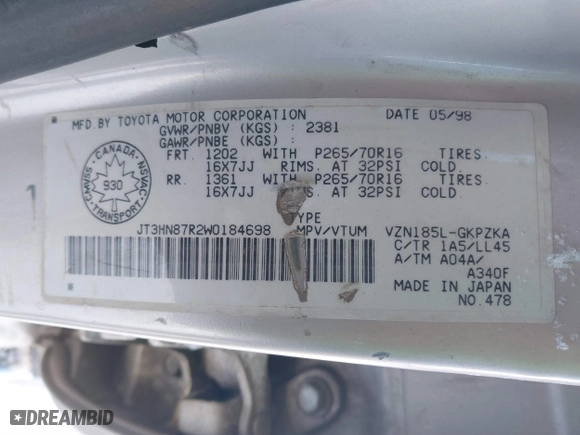 MFD. BY TOYOTA MOTOR CORPORATION DATE 05/98
GVWR/PNBV (KGS) : 2381
GAWR/PNBE (KGS) :
FRT. 1202 WITH P265/70R16 TIRES
16X7JJ RIMS. AT 32PSI COLD.
RR. 1361 WITH P265/70R16 TIRES
16X7JJ RIMS. AT 32PSI COLD.
TYPE
JT3HN87R2W0184698 MPV/VTUM VZN185L-GKPZKA
C/TR 1A5/LL45
A/TM A04A/
A340F
MADE IN JAPAN
NO.478
CANADA
CMVSS NSVAC
930
TRANSPORT
DREAMBID